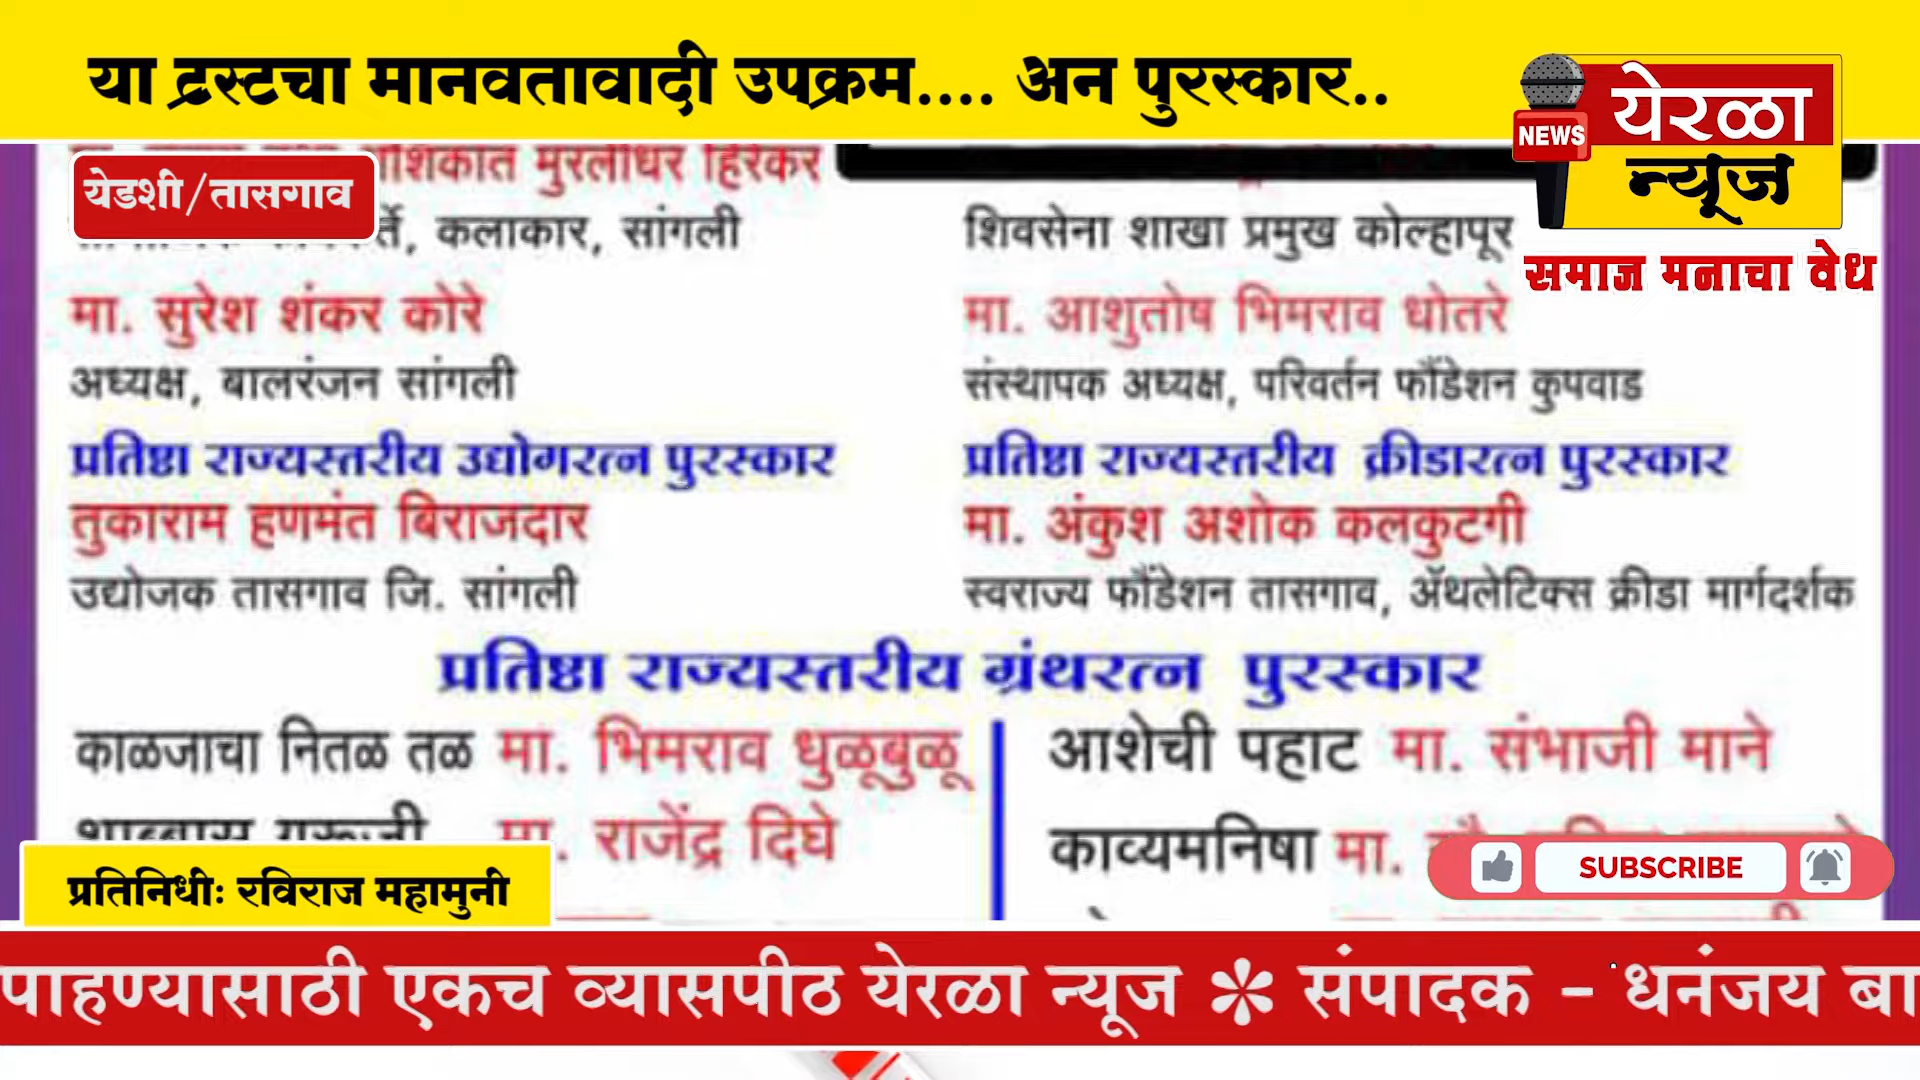 या ट्रस्टचा मानवतावादी उपक्रम.... अन पुरस्कार..
NEWS
येरळा
न्यूज
समाज मनाचा वेध
येडशी/तासगाव
मुरलीधर हिरेकर
कलाकार, सांगली
शिवसेना शाखा प्रमुख कोल्हापूर
मा. सुरेश शंकर कोरे
मा. आशुतोष भिमराव धोतरे
अध्यक्ष, बालरंजन सांगली
संस्थापक अध्यक्ष, परिवर्तन फौंडेशन कुपवाड
प्रतिष्ठा राज्यस्तरीय उद्योगरत्न पुरस्कार
प्रतिष्ठा राज्यस्तरीय क्रीडारत्न पुरस्कार
तुकाराम हणमंत बिराजदार
मा. अंकुश अशोक कलकुटगी
उद्योजक तासगाव जि. सांगली
स्वराज्य फौंडेशन तासगाव, ॲथलेटिक्स क्रीडा मार्गदर्शक
प्रतिष्ठा राज्यस्तरीय ग्रंथरत्न पुरस्कार
काळजाचा नितळ तळ मा. भिमराव धुळूबुळू
आशेची पहाट मा. संभाजी माने
मा. राजेंद्र दिघे
काव्यमनिषा मा.
SUBSCRIBE
प्रतिनिधीः रविराज महामुनी
पाहण्यासाठी एकच व्यासपीठ येरळा न्यूज ✻ संपादक - धनंजय बा